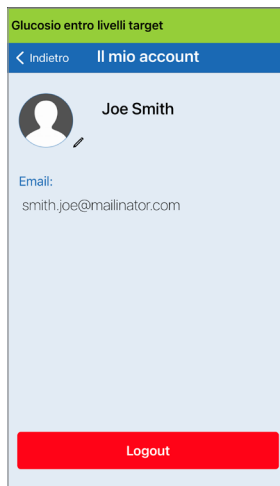 Glucosio entro livelli target
Indietro Il mio account
Joe Smith
Email:
smith.joe@mailinator.com
Logout